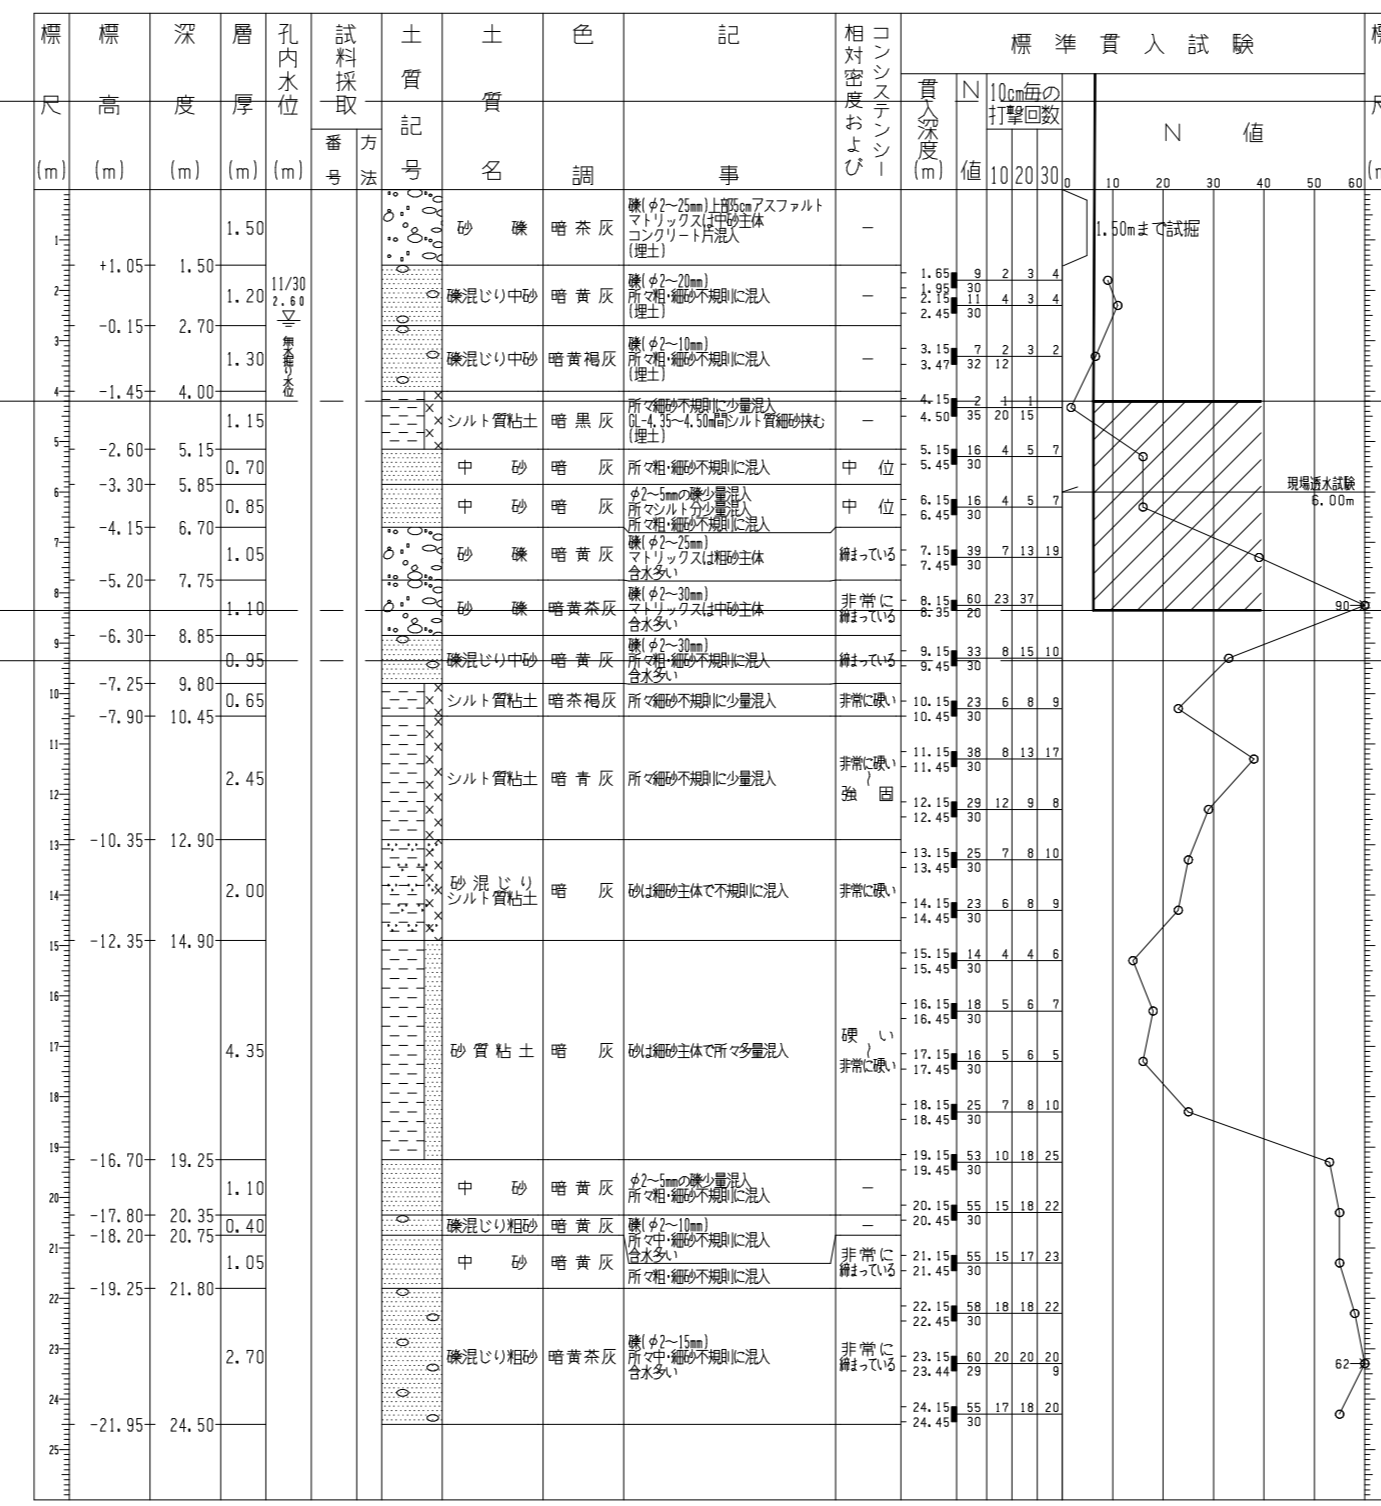 標尺(m) 標高(m) 深度(m) 層厚(m) 孔内水位(m) 試料採取 番号 方法 土質記号 土質名 色調 記事 相対密度および コンシステンシー 標準貫入試験
貫入深度(m) N値 10cm毎の打撃回数 10 20 30 N値
0 10 20 30 40 50 60
1.50 砂礫 暗茶灰 礫(φ2〜25mm)上部5cmアスファルト
マトリックスは中砂主体
コンクリート片混入
(埋土)
− 1.50mまで試掘
+1.05 1.50
11/30
2.60
無水掘り水位
1.20 礫混じり中砂 暗黄灰 礫(φ2〜20mm)
所々粗・細砂不規則に混入
(埋土)
−
1.65 9 2 3 4
1.95 30
2.15 11 4 3 4
2.45 30
-0.15 2.70
1.30 礫混じり中砂 暗黄褐灰 礫(φ2〜10mm)
所々粗・細砂不規則に混入
(埋土)
−
3.15 7 2 3 2
3.47 32 12
-1.45 4.00
1.15 シルト質粘土 暗黒灰 所々細砂不規則に少量混入
GL-4.35〜4.50m間シルト質細砂挟む
(埋土)
−
4.15 2 1 1
4.50 35 20 15
-2.60 5.15
0.70 中砂 暗灰 所々粗・細砂不規則に混入 中位
5.15 16 4 5 7
5.45 30
-3.30 5.85
0.85 中砂 暗灰 φ2〜5mmの礫少量混入
所々シルト分少量混入
所々粗・細砂不規則に混入
中位
6.15 16 4 5 7
6.45 30
現場透水試験
6.00m
-4.15 6.70
1.05 砂礫 暗黄灰 礫(φ2〜25mm)
マトリックスは粗砂主体
含水多い
締まっている
7.15 39 7 13 19
7.45 30
-5.20 7.75
1.10 砂礫 暗黄茶灰 礫(φ2〜30mm)
マトリックスは中砂主体
含水多い
非常に
締まっている
8.15 60 23 37
8.35 20
90
-6.30 8.85
0.95 礫混じり中砂 暗黄灰 礫(φ2〜30mm)
所々粗・細砂不規則に混入
含水多い
締まっている
9.15 33 8 15 10
9.45 30
-7.25 9.80
0.65 シルト質粘土 暗茶褐灰 所々細砂不規則に少量混入 非常に硬い
10.15 23 6 8 9
10.45 30
-7.90 10.45
2.45 シルト質粘土 暗青灰 所々細砂不規則に少量混入 非常に硬い
〜
強固
11.15 38 8 13 17
11.45 30
12.15 29 12 9 8
12.45 30
-10.35 12.90
2.00 砂混じり
シルト質粘土 暗灰 砂は細砂主体で不規則に混入 非常に硬い
13.15 25 7 8 10
13.45 30
14.15 23 6 8 9
14.45 30
-12.35 14.90
4.35 砂質粘土 暗灰 砂は細砂主体で所々多量混入 硬い
〜
非常に硬い
15.15 14 4 4 6
15.45 30
16.15 18 5 6 7
16.45 30
17.15 16 5 6 5
17.45 30
18.15 25 7 8 10
18.45 30
-16.70 19.25
1.10 中砂 暗黄灰 φ2〜5mmの礫少量混入
所々粗・細砂不規則に混入
−
19.15 53 10 18 25
19.45 30
-17.80 20.35
0.40 礫混じり粗砂 暗黄灰 礫(φ2〜10mm)
所々中・細砂不規則に混入
含水多い
−
20.15 55 15 18 22
20.45 30
-18.20 20.75
1.05 中砂 暗黄灰 所々粗・細砂不規則に混入 非常に
締まっている
21.15 55 15 17 23
21.45 30
-19.25 21.80
2.70 礫混じり粗砂 暗黄茶灰 礫(φ2〜15mm)
所々中・細砂不規則に混入
含水多い
非常に
締まっている
22.15 58 18 18 22
22.45 30
23.15 60 20 20 20
23.44 29 9
62
24.15 55 17 18 20
24.45 30
-21.95 24.50
1
2
3
4
5
6
7
8
9
10
11
12
13
14
15
16
17
18
19
20
21
22
23
24
25